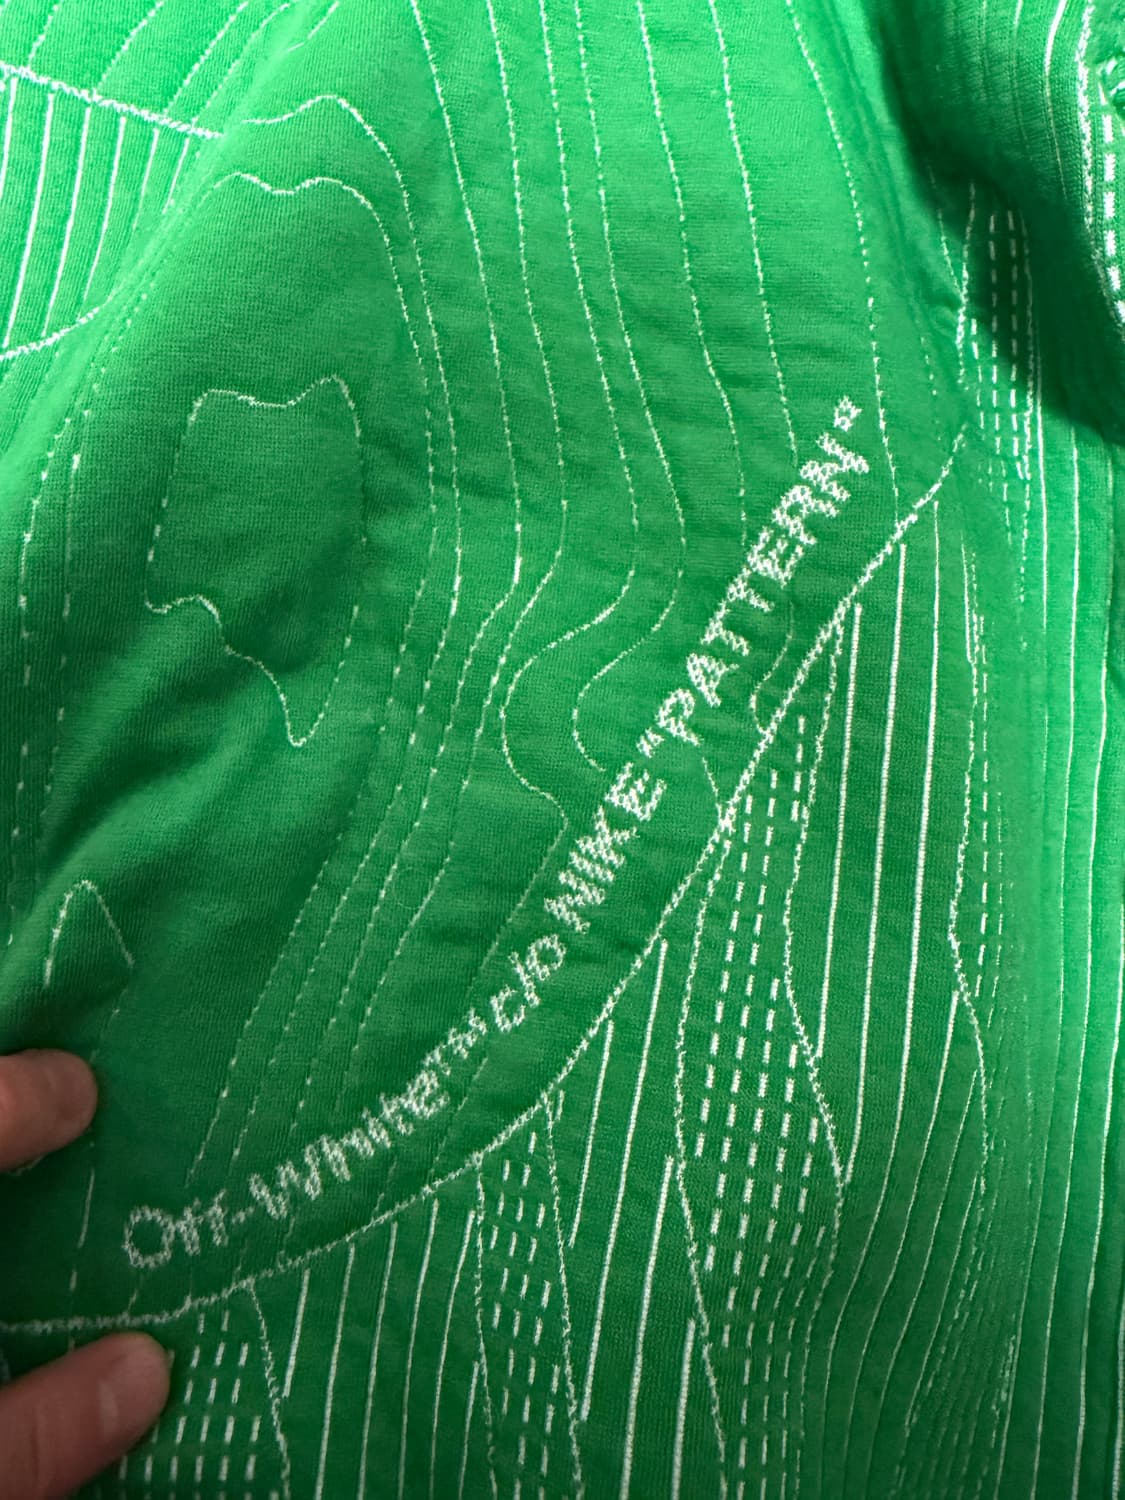 Off-White™ c/o NIKE "PATTERN"